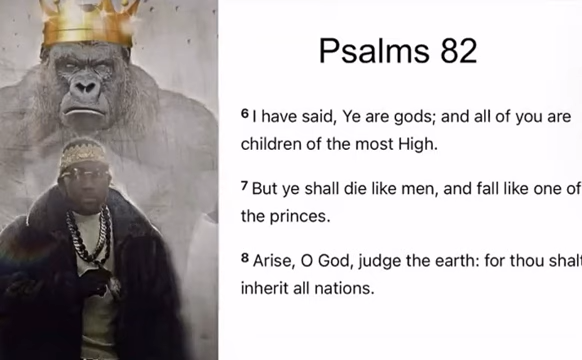 Psalms 82
6 I have said, Ye are gods; and all of you are
children of the most High.
7 But ye shall die like men, and fall like one of
the princes.
8 Arise, O God, judge the earth: for thou shalt
inherit all nations.